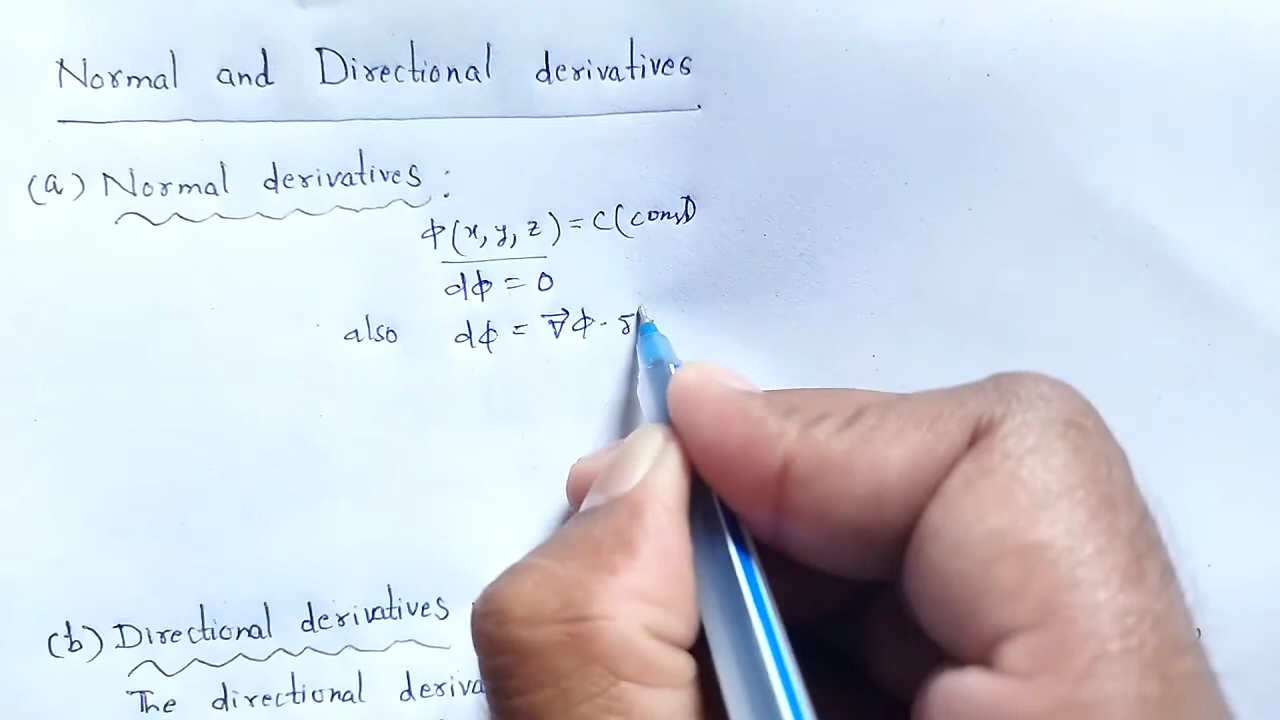 Normal and Directional derivatives
(a) Normal derivatives :
ϕ(x, y, z) = C (const)
dϕ = 0
also dϕ = ∇⃗ϕ ·
(b) Directional derivatives
The directional deriva